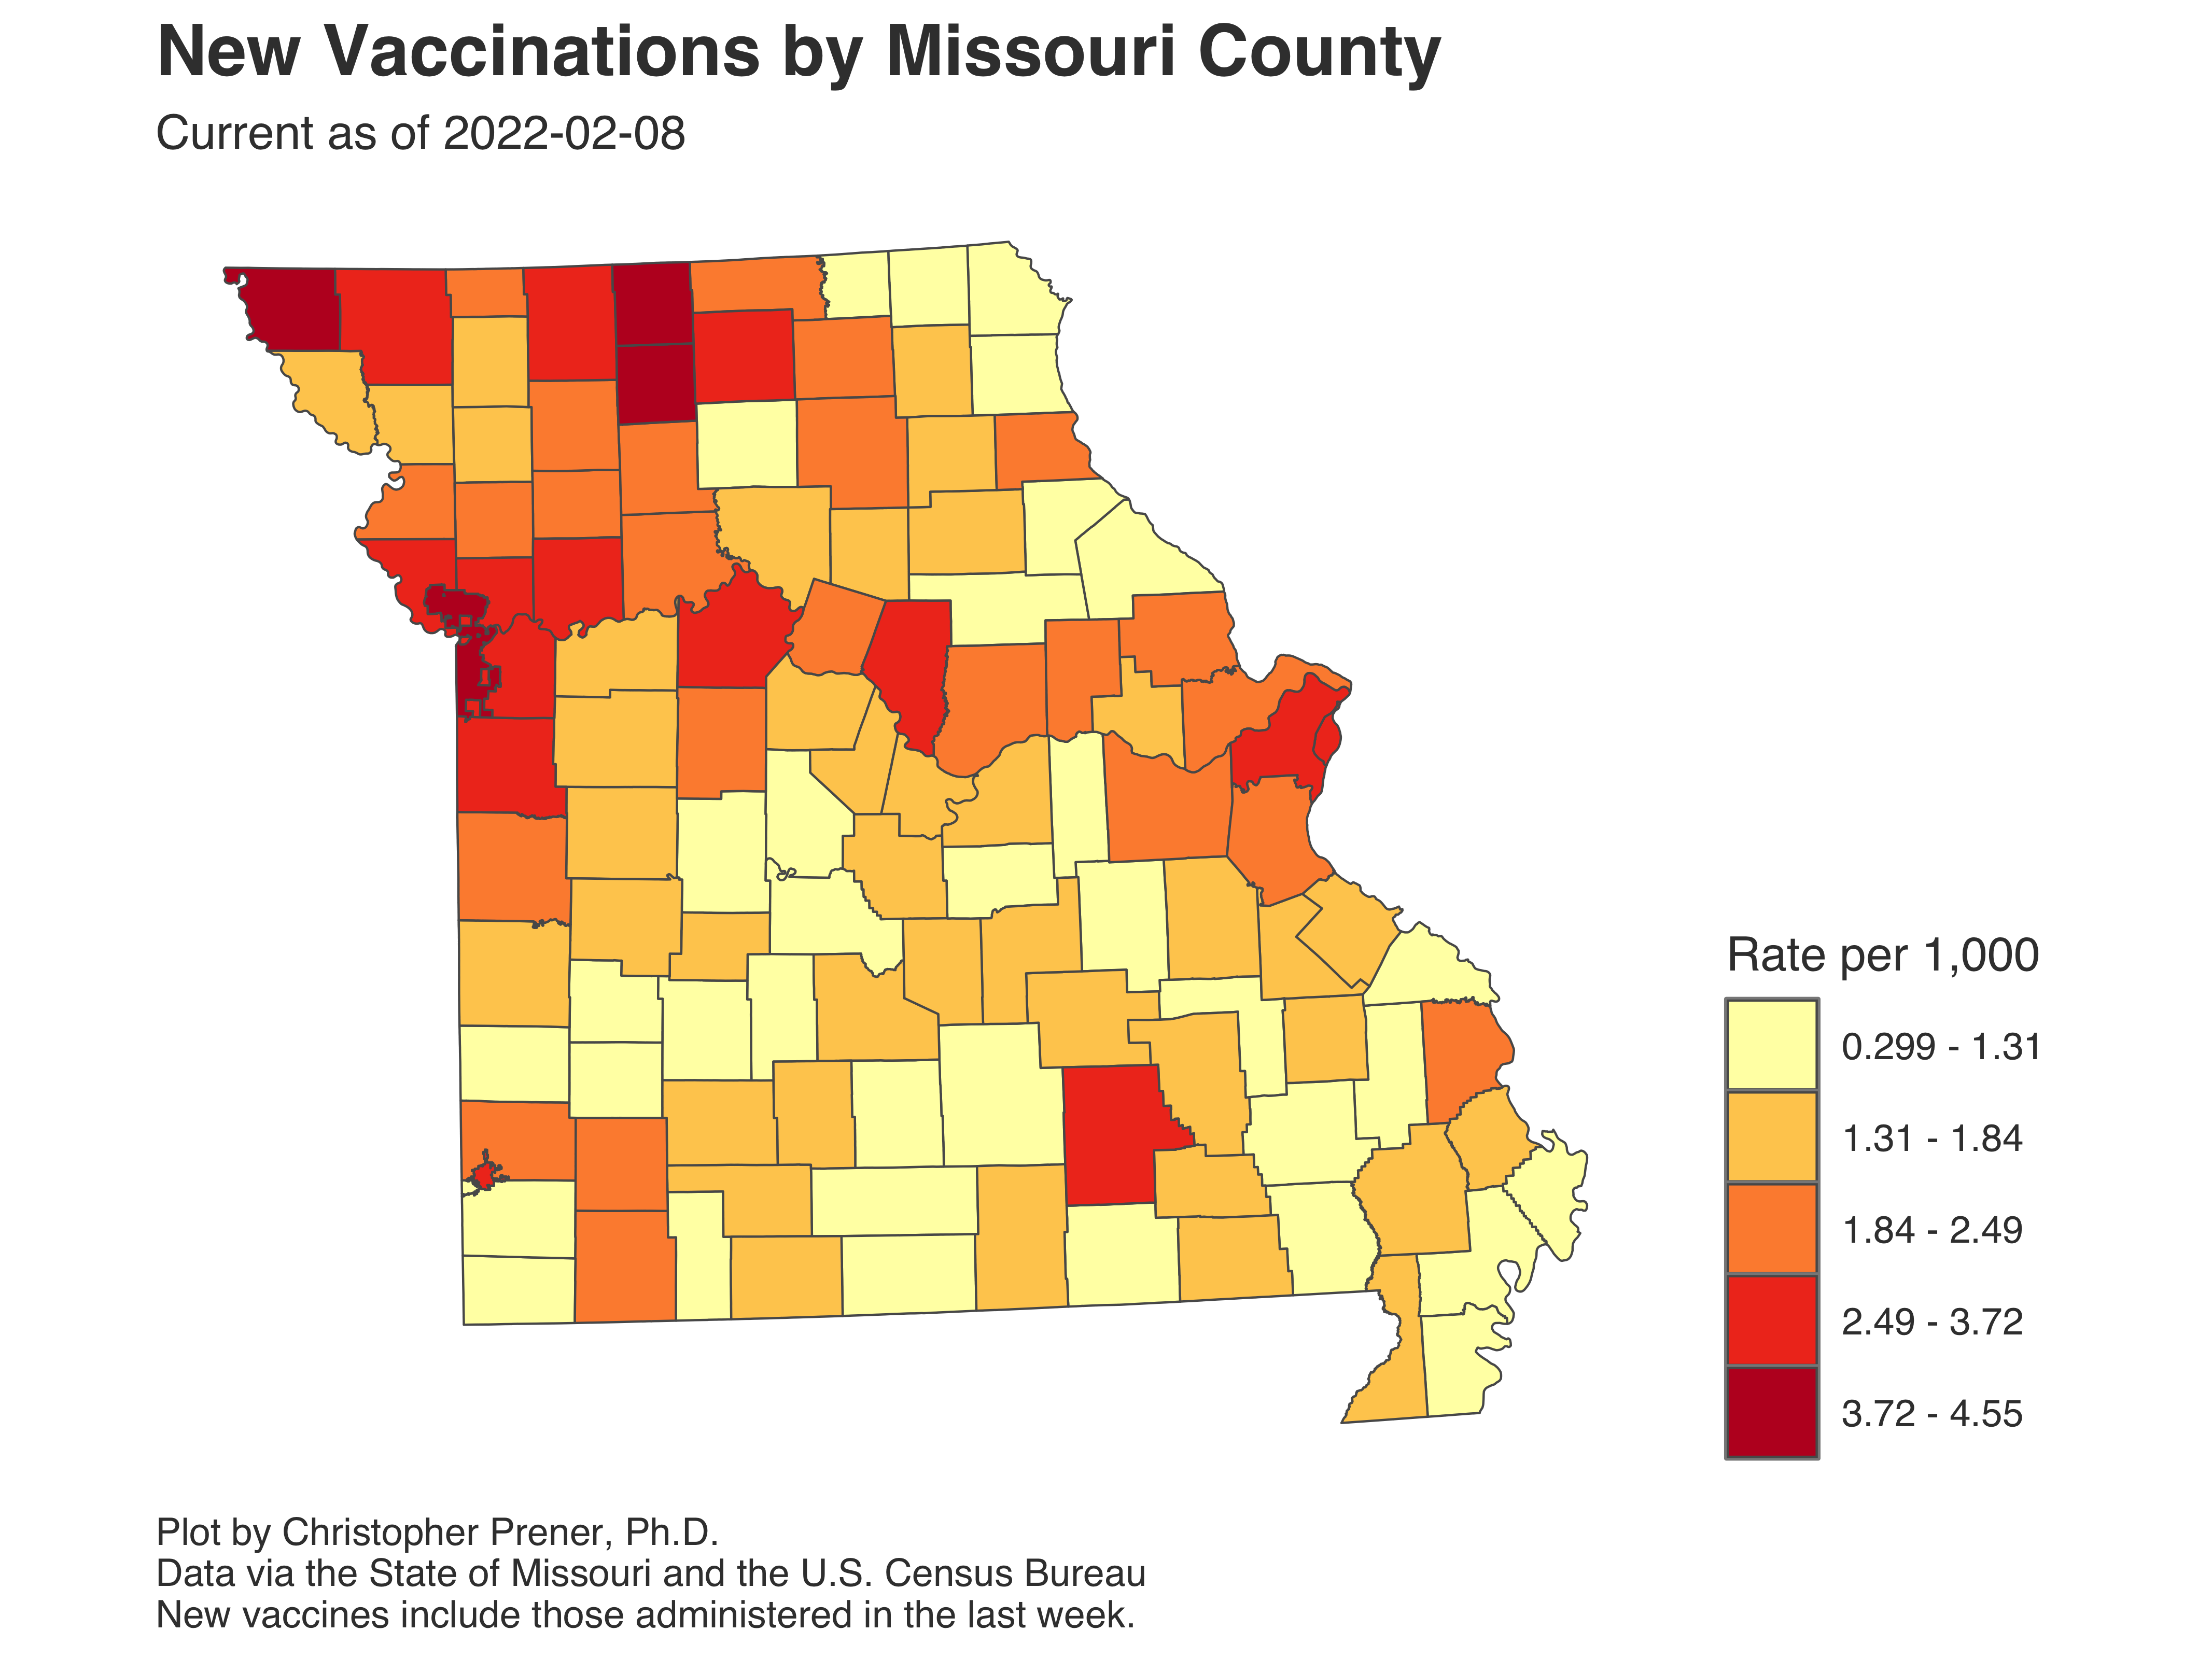 New Vaccinations by Missouri County
Current as of 2022-02-08
Rate per 1,000
0.299 - 1.31
1.31 - 1.84
1.84 - 2.49
2.49 - 3.72
3.72 - 4.55
Plot by Christopher Prener, Ph.D.
Data via the State of Missouri and the U.S. Census Bureau
New vaccines include those administered in the last week.